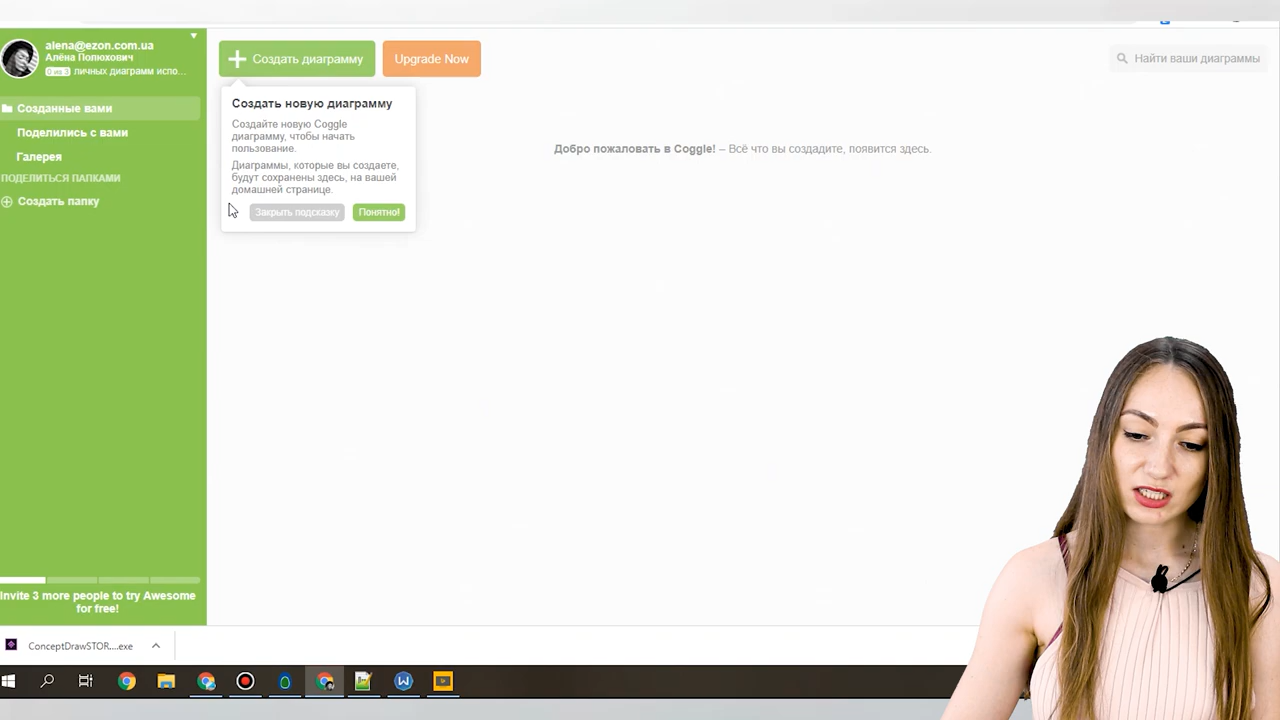 alena@ezon.com.ua
Алёна Полюхович
0 из 3 личных диаграмм испо...
Созданные вами
Поделились с вами
Галерея
ПОДЕЛИТЬСЯ ПАПКАМИ
Создать папку
Invite 3 more people to try Awesome
for free!
Создать диаграмму
Upgrade Now
Найти ваши диаграммы
Создать новую диаграмму
Создайте новую Coggle
диаграмму, чтобы начать
пользование.
Диаграммы, которые вы создаете,
будут сохранены здесь, на вашей
домашней странице.
Закрыть подсказку
Понятно!
Добро пожаловать в Coggle! – Всё что вы создадите, появится здесь.
ConceptDrawSTOR....exe